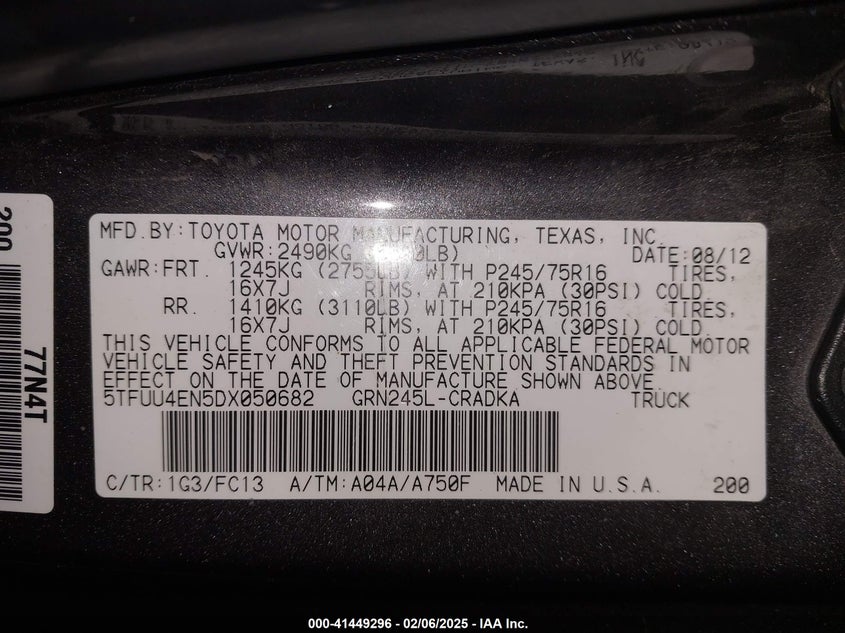 MFD.BY:TOYOTA MOTOR MANUFACTURING, TEXAS, INC.
GVWR:2490KG LB) DATE:08/12
GAWR:FRT. 1245KG (2755LB) WITH P245/75R16 TIRES,
16X7J RIMS, AT 210KPA (30PSI) COLD
RR. 1410KG (3110LB) WITH P245/75R16 TIRES,
16X7J RIMS, AT 210KPA (30PSI) COLD
THIS VEHICLE CONFORMS TO ALL APPLICABLE FEDERAL MOTOR
VEHICLE SAFETY AND THEFT PREVENTION STANDARDS IN
EFFECT ON THE DATE OF MANUFACTURE SHOWN ABOVE.
5TFUU4EN5DX050682 GRN245L-CRADKA TRUCK
C/TR:1G3/FC13 A/TM:A04A/A750F MADE IN U.S.A. 200
200
77N4T
000-41449296 - 02/06/2025 - IAA Inc.